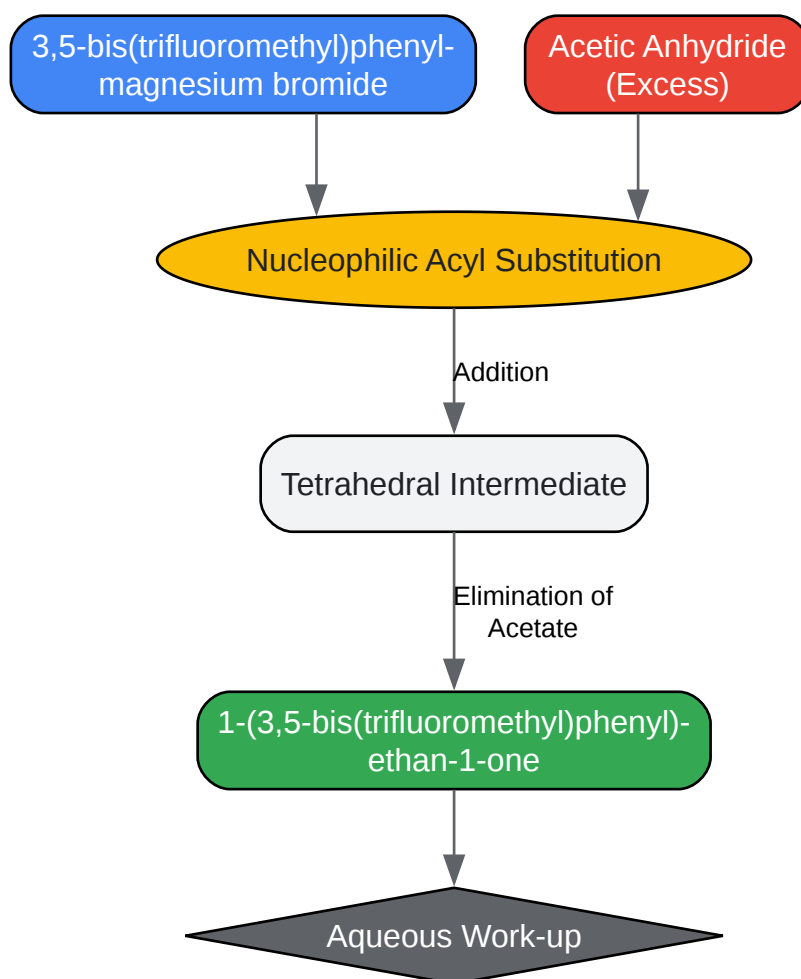 3,5-bis(trifluoromethyl)phenyl-
magnesium bromide
Acetic Anhydride
(Excess)
Nucleophilic Acyl Substitution
Addition
Tetrahedral Intermediate
Elimination of
Acetate
1-(3,5-bis(trifluoromethyl)phenyl)-
ethan-1-one
Aqueous Work-up